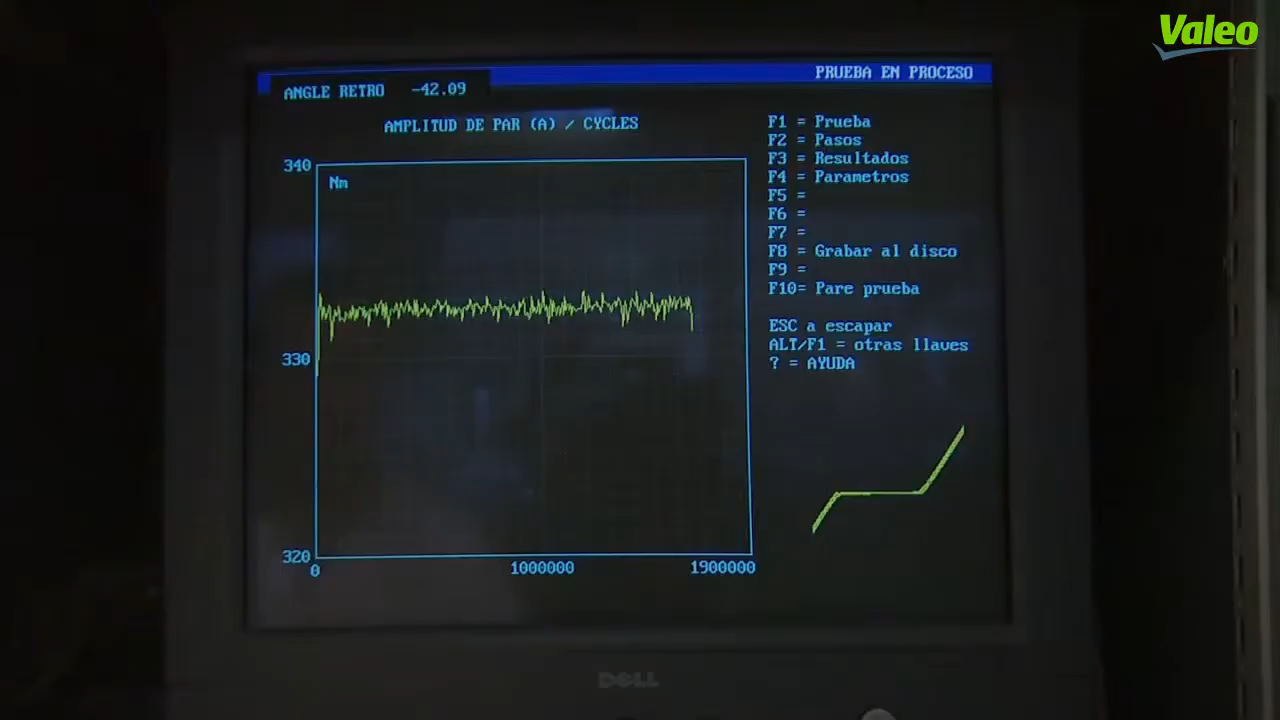 Valeo
PRUEBA EN PROCESO
ANGLE RETRO -42.09
AMPLITUD DE PAR (A) / CYCLES
340
Nm
330
320
0
1000000
1900000
F1 = Prueba
F2 = Pasos
F3 = Resultados
F4 = Parametros
F5 =
F6 =
F7 =
F8 = Grabar al disco
F9 =
F10= Pare prueba
ESC a escapar
ALT/F1 = otras llaves
? = AYUDA
DELL